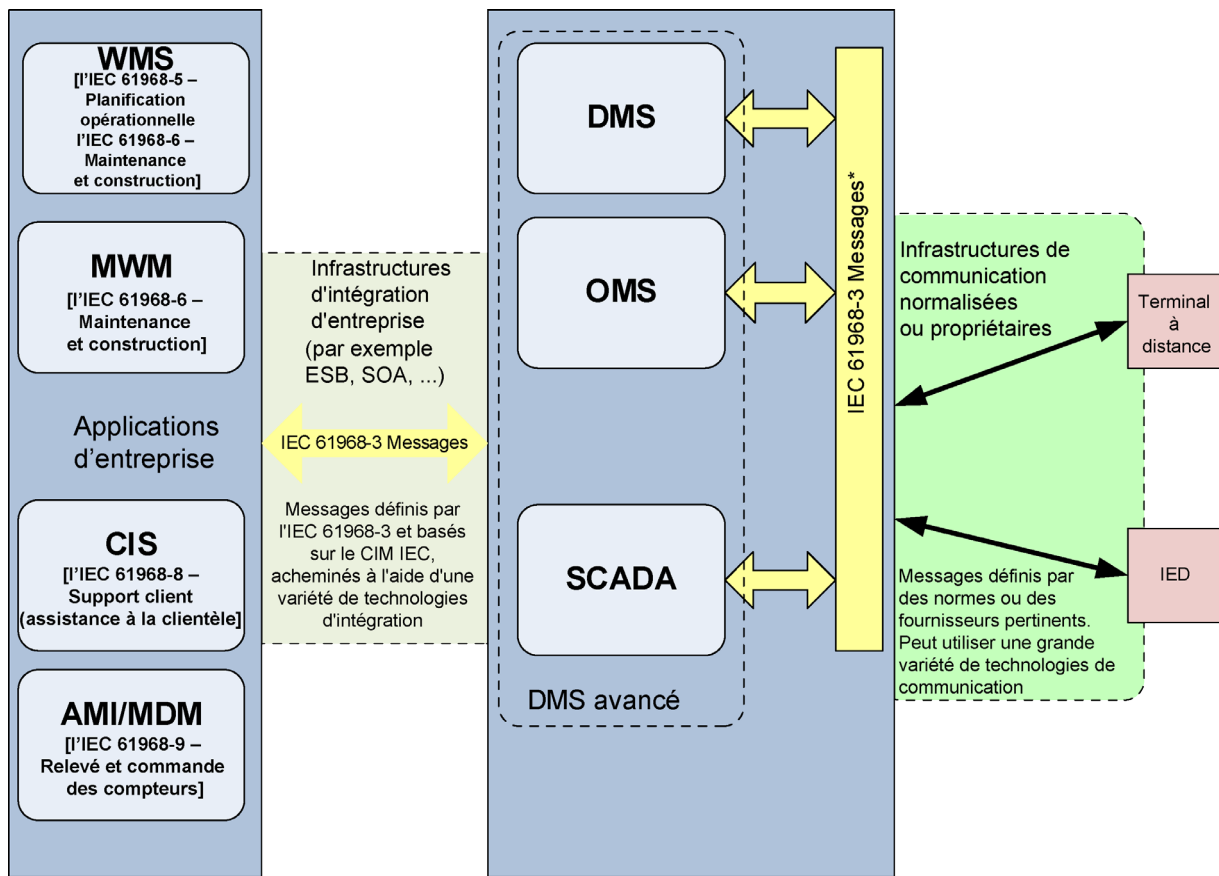 WMS
[l'IEC 61968-5 –
Planification
opérationnelle
l'IEC 61968-6 –
Maintenance
et construction]
MWM
[l'IEC 61968-6 –
Maintenance
et construction]
Applications
d'entreprise
CIS
[l'IEC 61968-8 –
Support client
(assistance à la clientèle]
AMI/MDM
[l'IEC 61968-9 –
Relevé et commande
des compteurs]
Infrastructures
d'intégration
d'entreprise
(par exemple
ESB, SOA, ...)
IEC 61968-3 Messages
Messages définis par
l'IEC 61968-3 et basés
sur le CIM IEC,
acheminés à l'aide d'une
variété de technologies
d'intégration
DMS
OMS
SCADA
DMS avancé
IEC 61968-3 Messages*
Infrastructures de
communication
normalisées
ou propriétaires
Messages définis par
des normes ou des
fournisseurs pertinents.
Peut utiliser une grande
variété de technologies de
communication
Terminal
à
distance
IED